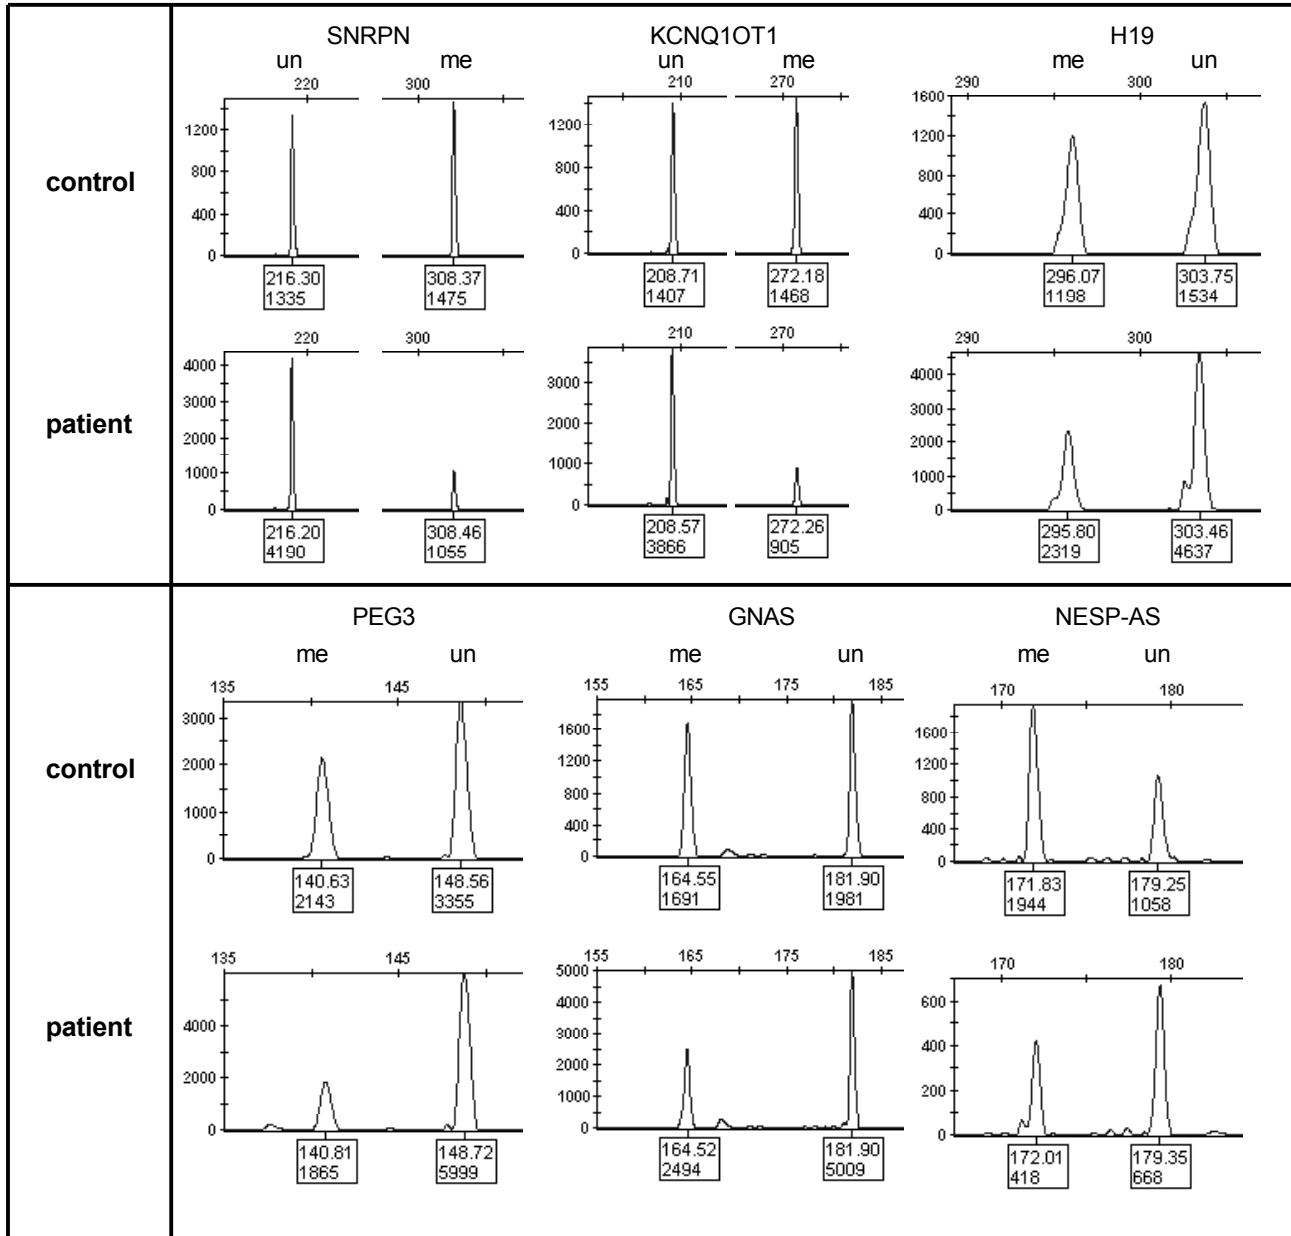 SNRPN KCNQ1OT1 H19
un me un me me un
220 300 210 270 290 300
control
1200 800 400 0
1200 800 400 0
1600 1200 800 400 0
216.30 308.37 208.71 272.18 296.07 303.75
1335 1475 1407 1468 1198 1534
220 300 210 270 290 300
patient
4000 3000 2000 1000 0
3000 2000 1000 0
4000 3000 2000 1000 0
216.20 308.46 208.57 272.26 295.80 303.46
4190 1055 3866 905 2319 4637
PEG3 GNAS NESP-AS
me un me un me un
135 145 155 165 175 185 170 180
control
3000 2000 1000 0
1600 1200 800 400 0
1600 1200 800 400 0
140.63 148.56 164.55 181.90 171.83 179.25
2143 3355 1691 1981 1944 1058
135 145 155 165 175 185 170 180
patient
4000 2000 0
5000 4000 3000 2000 1000 0
600 400 200 0
140.81 148.72 164.52 181.90 172.01 179.35
1865 5999 2494 5009 418 668